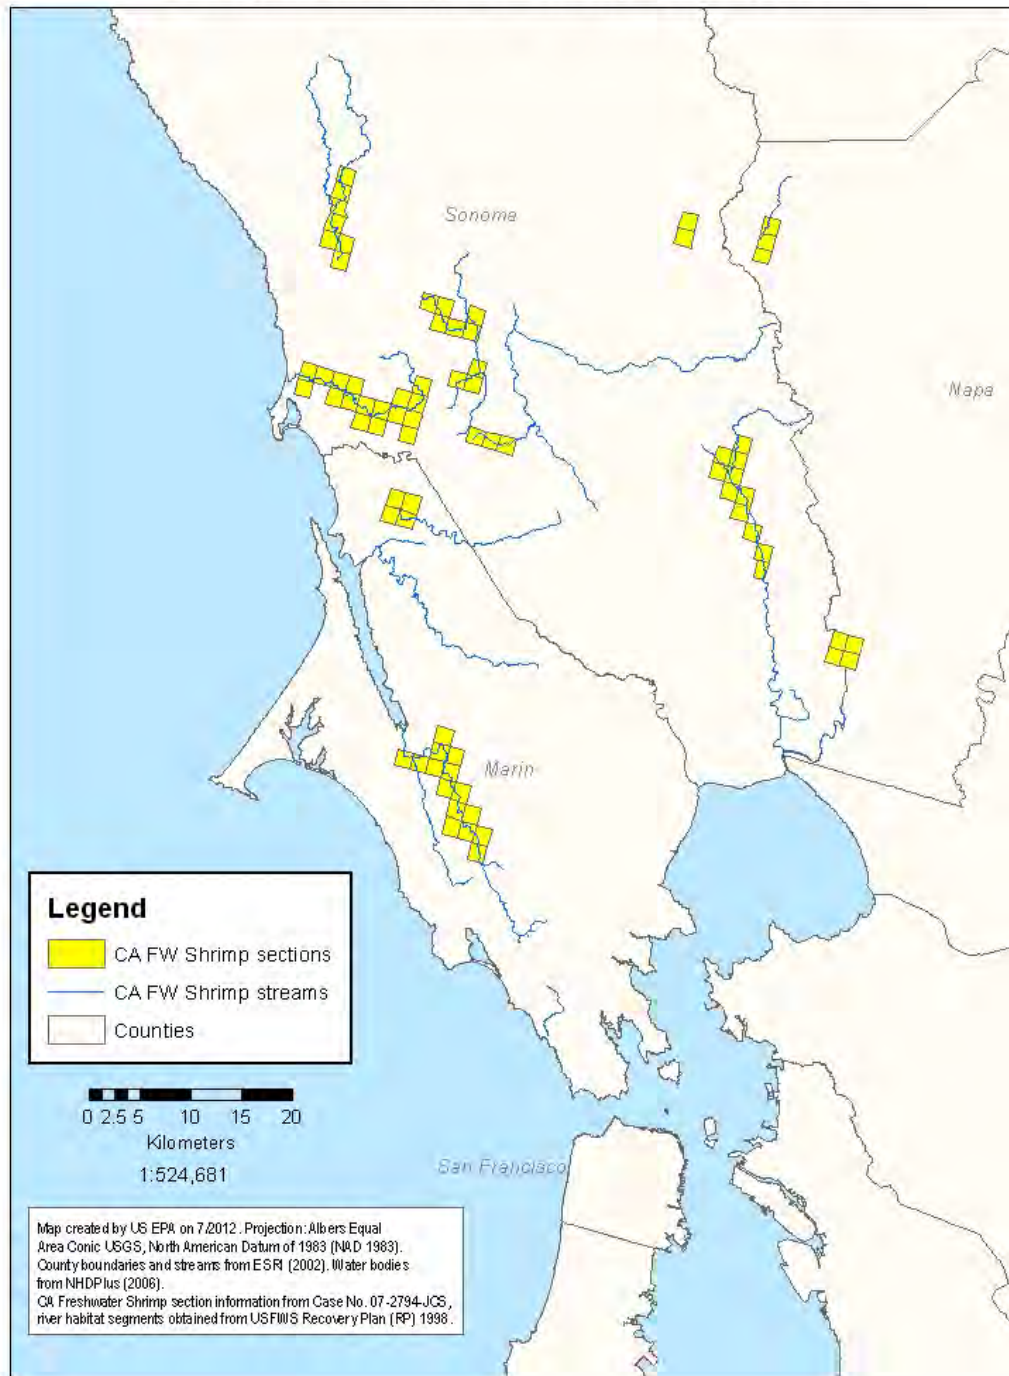 Sonoma
Napa
Marin
Legend
CA FW Shrimp sections
CA FW Shrimp streams
Counties
0 2.5 5 10 15 20
Kilometers
1:524,681
San Francisco
Map created by US EPA on 7/2012. Projection: Albers Equal
Area Conic USGS, North American Datum of 1983 (NAD 1983).
County boundaries and streams from ESRI (2002). Water bodies
from NHDPlus (2006).
CA Freshwater Shrimp section information from Case No. 07-2794-JCS,
river habitat segments obtained from USFWS Recovery Plan (RP) 1998.